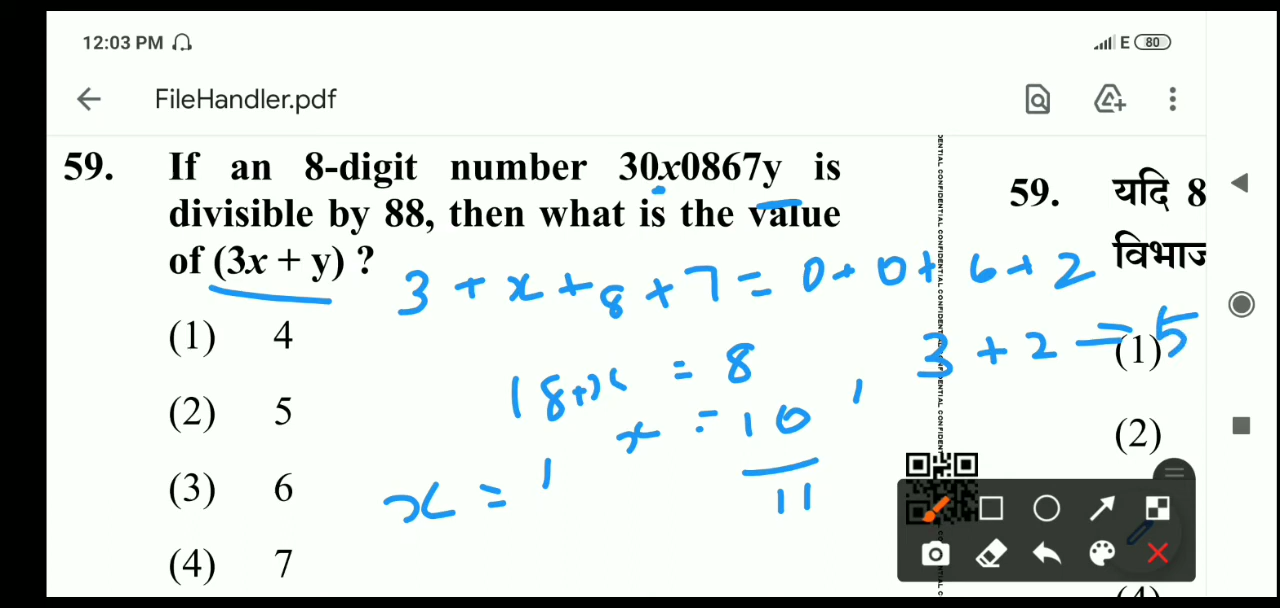 12:03 PM E 80
FileHandler.pdf
59. If an 8-digit number 30x0867y is
divisible by 88, then what is the value
of (3x + y) ?
3 + x + 8 + 7 = 0 + 0 + 6 + 2
(1) 4
18+x = 8 , 3 + 2 = 5
(2) 5
x = 10
11
(3) 6
x = 1
(4) 7
59. यदि 8
विभाज
(1)
(2)